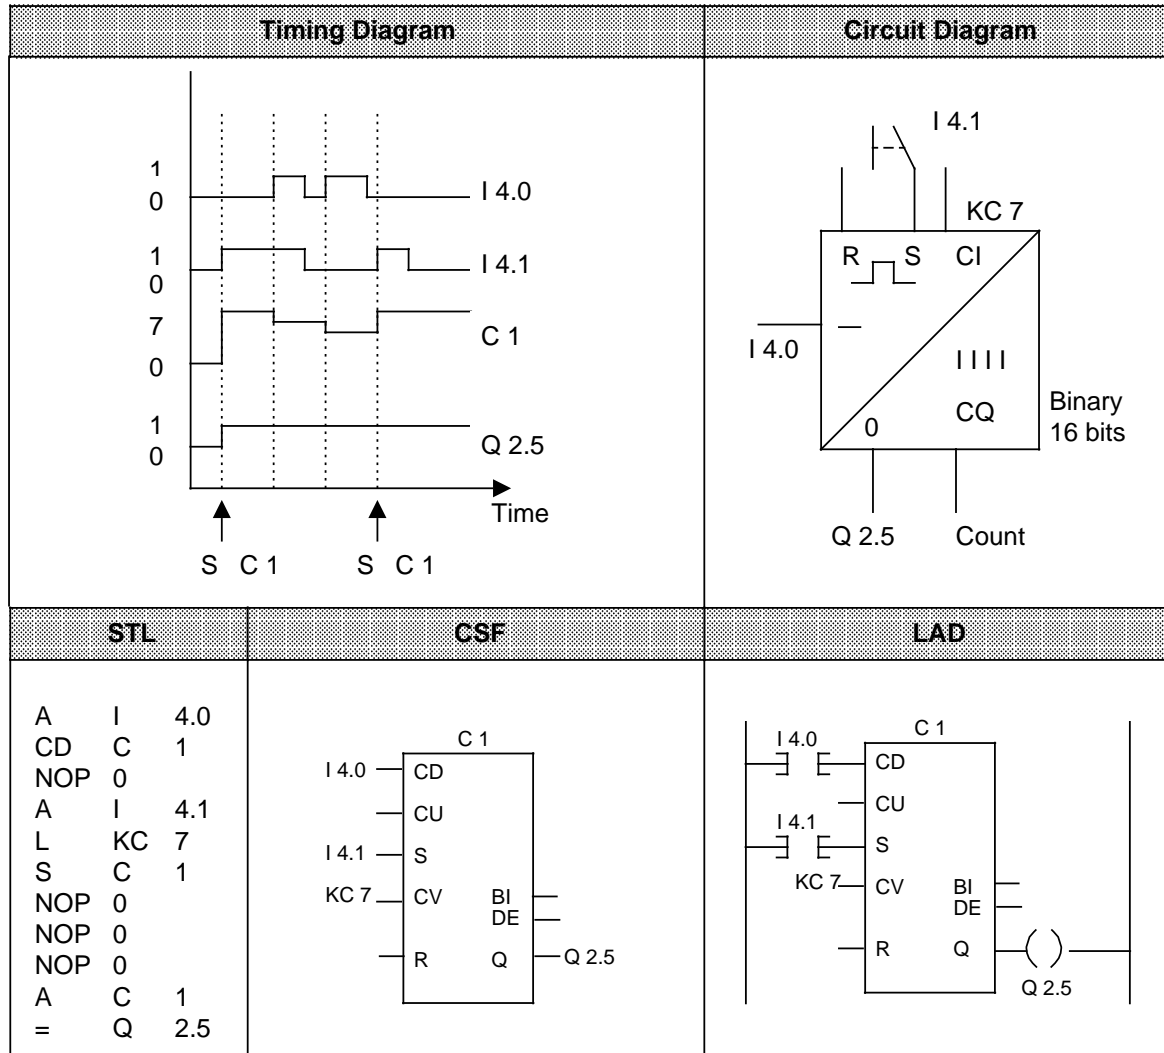 Timing Diagram
Circuit Diagram
1
0
I 4.0
1
0
I 4.1
7
0
C 1
1
0
Q 2.5
Time
S C 1
S C 1
I 4.1
KC 7
R S CI
I 4.0
I I I I
CQ
0
Binary
16 bits
Q 2.5
Count
STL
CSF
LAD
A I 4.0
CD C 1
NOP 0
A I 4.1
L KC 7
S C 1
NOP 0
NOP 0
NOP 0
A C 1
= Q 2.5
C 1
I 4.0 CD
CU
I 4.1 S
KC 7 CV BI
DE
R Q Q 2.5
C 1
I 4.0
CD
CU
I 4.1
S
KC 7 CV BI
DE
R Q
Q 2.5